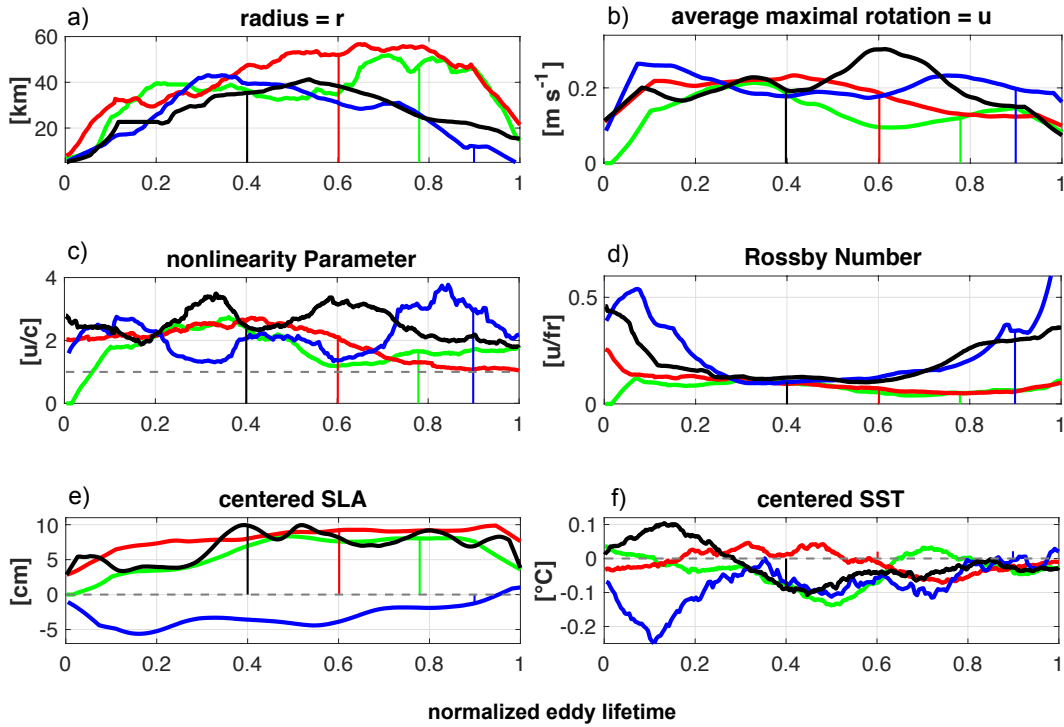 a) radius = r
b) average maximal rotation = u
60
40
20
[km]
0 0.2 0.4 0.6 0.8 1
0.2
0
[m s⁻¹]
0 0.2 0.4 0.6 0.8 1
c) nonlinearity Parameter
d) Rossby Number
4
2
0
[u/c]
0 0.2 0.4 0.6 0.8 1
0.5
0
[u/fr]
0 0.2 0.4 0.6 0.8 1
e) centered SLA
f) centered SST
10
5
0
-5
[cm]
0 0.2 0.4 0.6 0.8 1
0.1
0
-0.1
-0.2
[°C]
0 0.2 0.4 0.6 0.8 1
normalized eddy lifetime